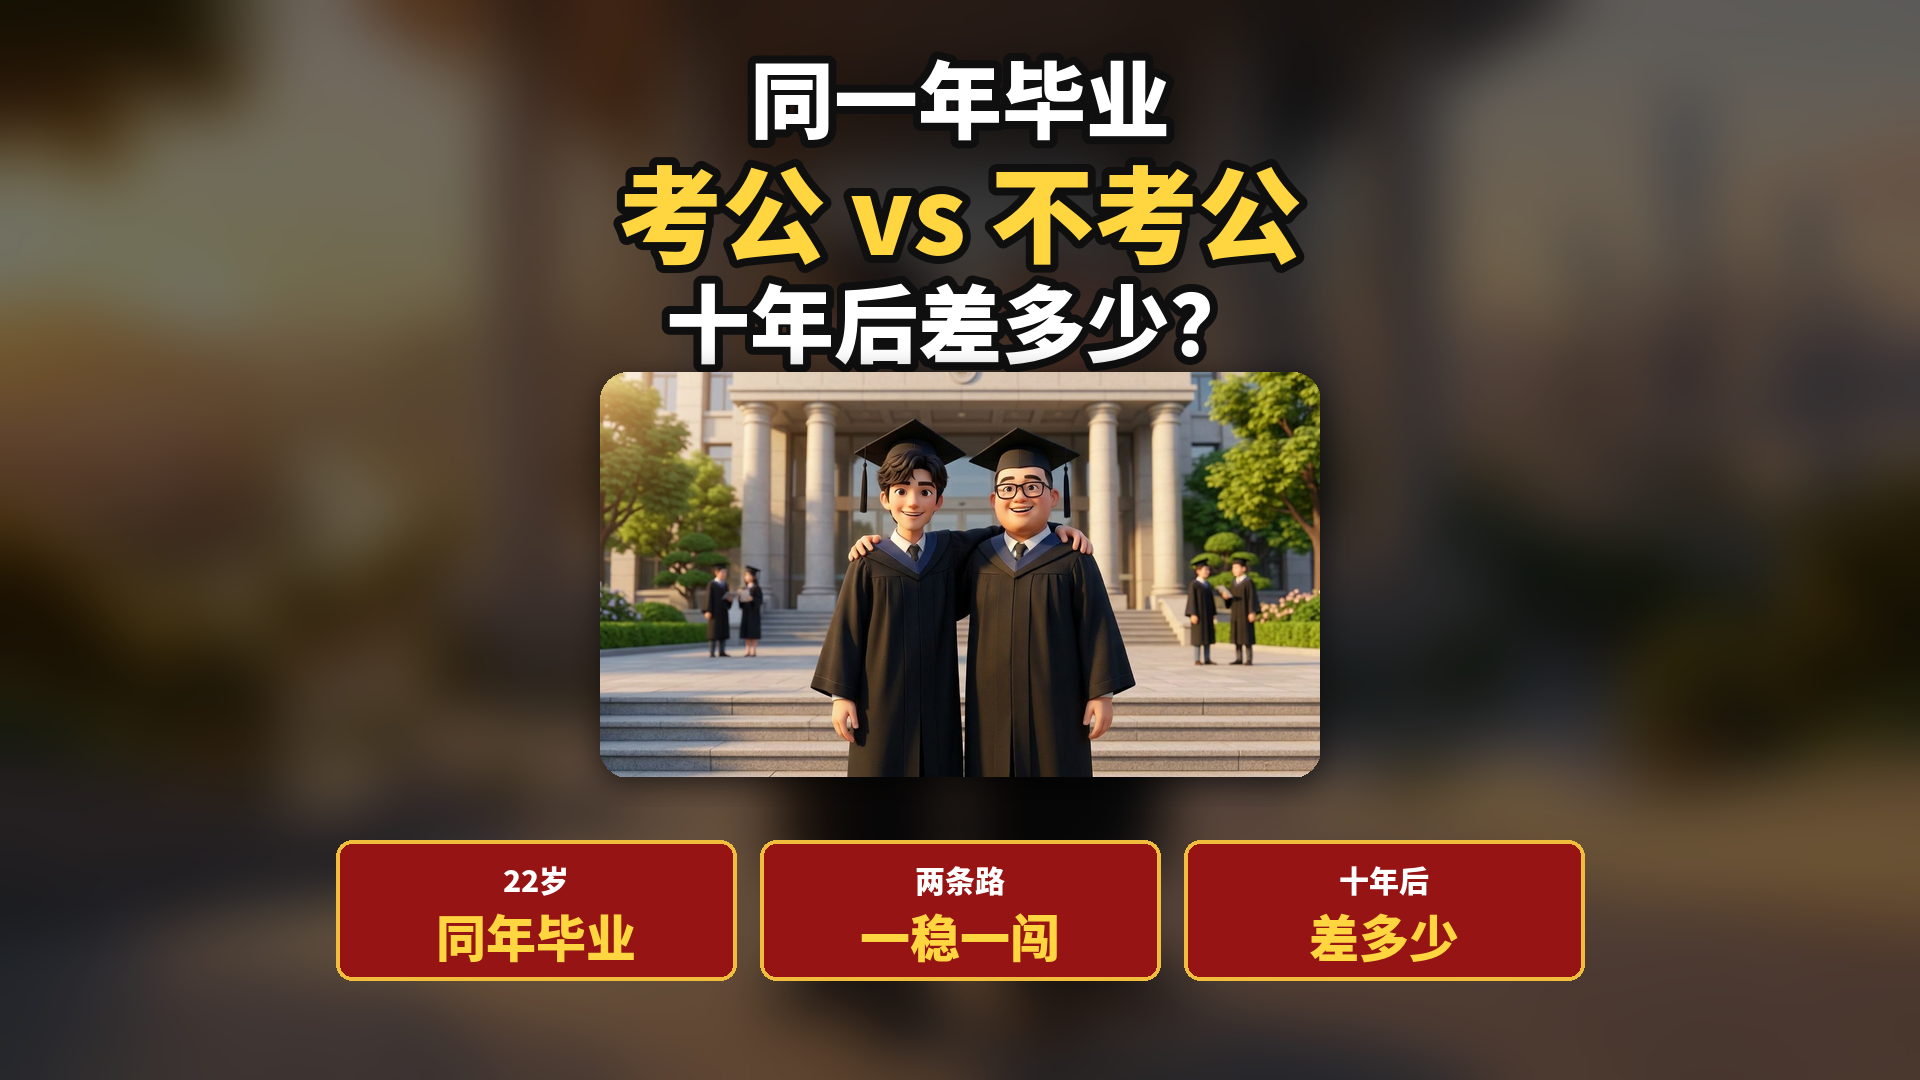 同一年毕业
考公 vs 不考公
十年后差多少？
22岁
同年毕业
两条路
一稳一闯
十年后
差多少